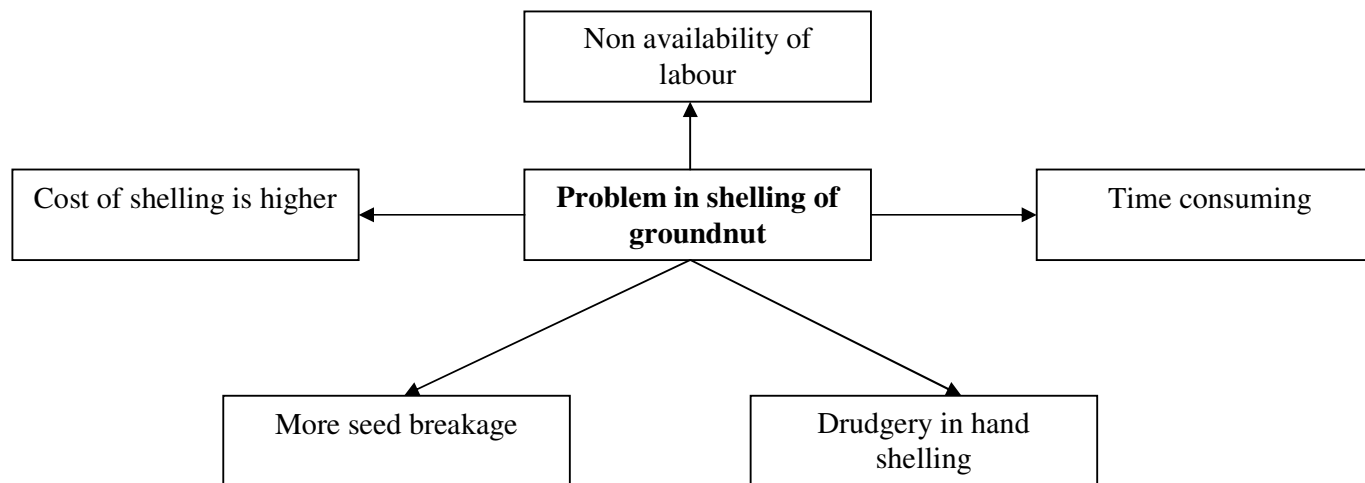 Non availability of
labour
Cost of shelling is higher
Problem in shelling of
groundnut
Time consuming
More seed breakage
Drudgery in hand
shelling